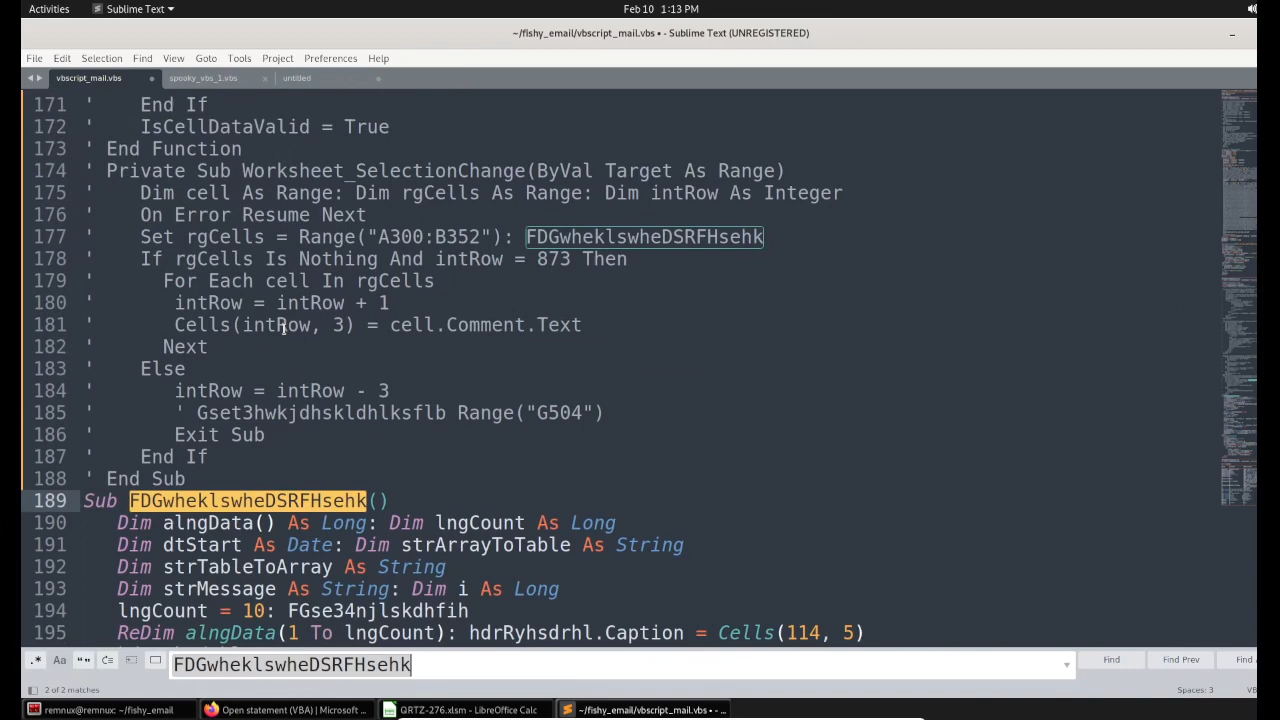 Activities Sublime Text Feb 10 1:13 PM
~/fishy_email/vbscript_mail.vbs • - Sublime Text (UNREGISTERED)
File Edit Selection Find View Goto Tools Project Preferences Help
vbscript_mail.vbs spooky_vbs_1.vbs untitled
171 '    End If
172 '    IsCellDataValid = True
173 ' End Function
174 ' Private Sub Worksheet_SelectionChange(ByVal Target As Range)
175 '    Dim cell As Range: Dim rgCells As Range: Dim intRow As Integer
176 '    On Error Resume Next
177 '    Set rgCells = Range("A300:B352"): FDGwheklswheDSRFHsehk
178 '    If rgCells Is Nothing And intRow = 873 Then
179 '      For Each cell In rgCells
180 '       intRow = intRow + 1
181 '       Cells(intRow, 3) = cell.Comment.Text
182 '      Next
183 '    Else
184 '       intRow = intRow - 3
185 '       ' Gset3hwkjdhskldhlksflb Range("G504")
186 '       Exit Sub
187 '    End If
188 ' End Sub
189 Sub FDGwheklswheDSRFHsehk()
190    Dim alngData() As Long: Dim lngCount As Long
191    Dim dtStart As Date: Dim strArrayToTable As String
192    Dim strTableToArray As String
193    Dim strMessage As String: Dim i As Long
194    lngCount = 10: FGse34njlskdhfih
195    ReDim alngData(1 To lngCount): hdrRyhsdrhl.Caption = Cells(114, 5)
.* Aa “” FDGwheklswheDSRFHsehk Find Find Prev Find
2 of 2 matches Spaces: 3 VB
remnux@remnux: ~/fishy_email Open statement (VBA) | Microsoft ... QRTZ-276.xlsm - LibreOffice Calc ~/fishy_email/vbscript_mail.vbs • - ...